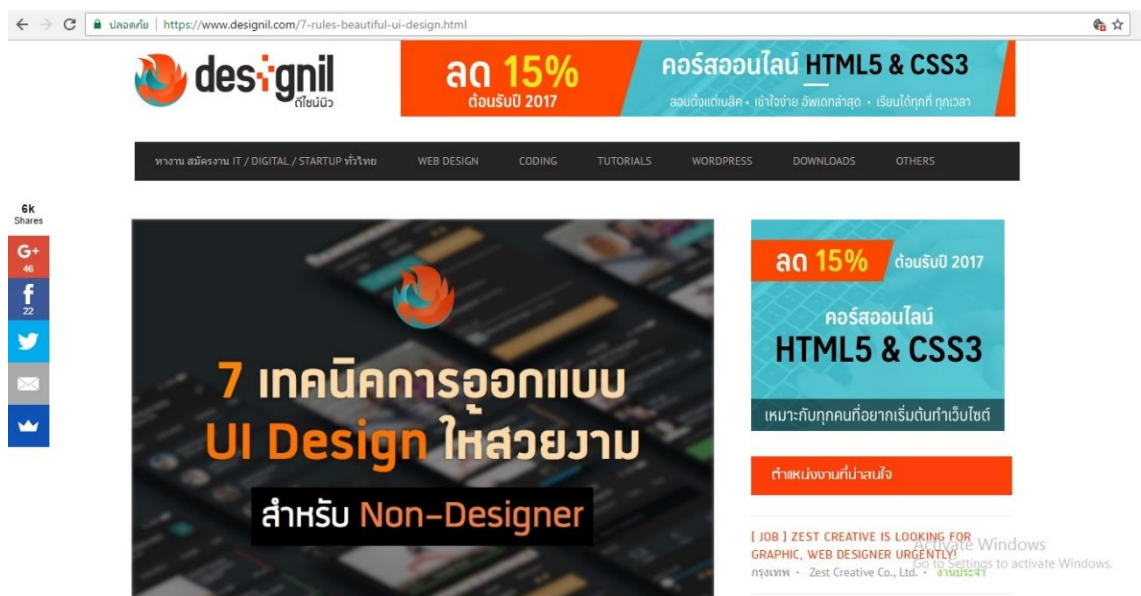 ปลอดภัย | https://www.designil.com/7-rules-beautiful-ui-design.html
designil
ดีไซน์นิว
ลด 15%
ต้อนรับปี 2017
คอร์สออนไลน์ HTML5 & CSS3
สอนตั้งแต่เบสิค • เข้าใจง่าย อัพเดทล่าสุด • เรียนได้ทุกที่ ทุกเวลา
หางาน สมัครงาน IT / DIGITAL / STARTUP ทั่วไทย WEB DESIGN CODING TUTORIALS WORDPRESS DOWNLOADS OTHERS
6k
Shares
G+
46
f
22
7 เทคนิคการออกแบบ
UI Design ให้สวยงาม
สำหรับ Non-Designer
ลด 15% ต้อนรับปี 2017
คอร์สออนไลน์
HTML5 & CSS3
เหมาะกับทุกคนที่อยากเริ่มต้นทำเว็บไซต์
ตำแหน่งงานที่น่าสนใจ
[ JOB ] ZEST CREATIVE IS LOOKING FOR
GRAPHIC, WEB DESIGNER URGENTLY!
กรุงเทพ • Zest Creative Co., Ltd. • งานประจำ
Activate Windows
Go to Settings to activate Windows.